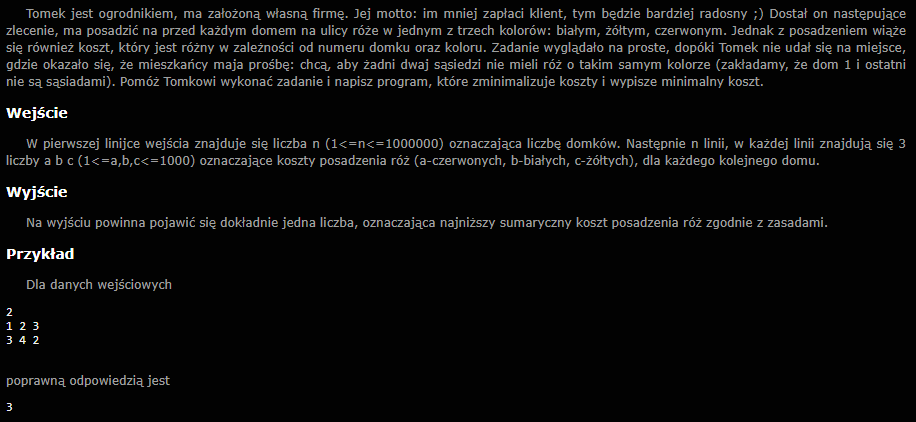 Tomek jest ogrodnikiem, ma założoną własną firmę. Jej motto: im mniej zapłaci klient, tym będzie bardziej radosny ;) Dostał on następujące
zlecenie, ma posadzić na przed każdym domem na ulicy róże w jednym z trzech kolorów: białym, żółtym, czerwonym. Jednak z posadzeniem wiąże
się również koszt, który jest różny w zależności od numeru domku oraz koloru. Zadanie wyglądało na proste, dopóki Tomek nie udał się na miejsce,
gdzie okazało się, że mieszkańcy maja prośbę: chcą, aby żadni dwaj sąsiedzi nie mieli róż o takim samym kolorze (zakładamy, że dom 1 i ostatni
nie są sąsiadami). Pomóż Tomkowi wykonać zadanie i napisz program, które zminimalizuje koszty i wypisze minimalny koszt.
Wejście
W pierwszej linijce wejścia znajduje się liczba n (1<=n<=1000000) oznaczająca liczbę domków. Następnie n linii, w każdej linii znajdują się 3
liczby a b c (1<=a,b,c<=1000) oznaczające koszty posadzenia róż (a-czerwonych, b-białych, c-żółtych), dla każdego kolejnego domu.
Wyjście
Na wyjściu powinna pojawić się dokładnie jedna liczba, oznaczająca najniższy sumaryczny koszt posadzenia róż zgodnie z zasadami.
Przykład
Dla danych wejściowych
2
1 2 3
3 4 2
poprawną odpowiedzią jest
3